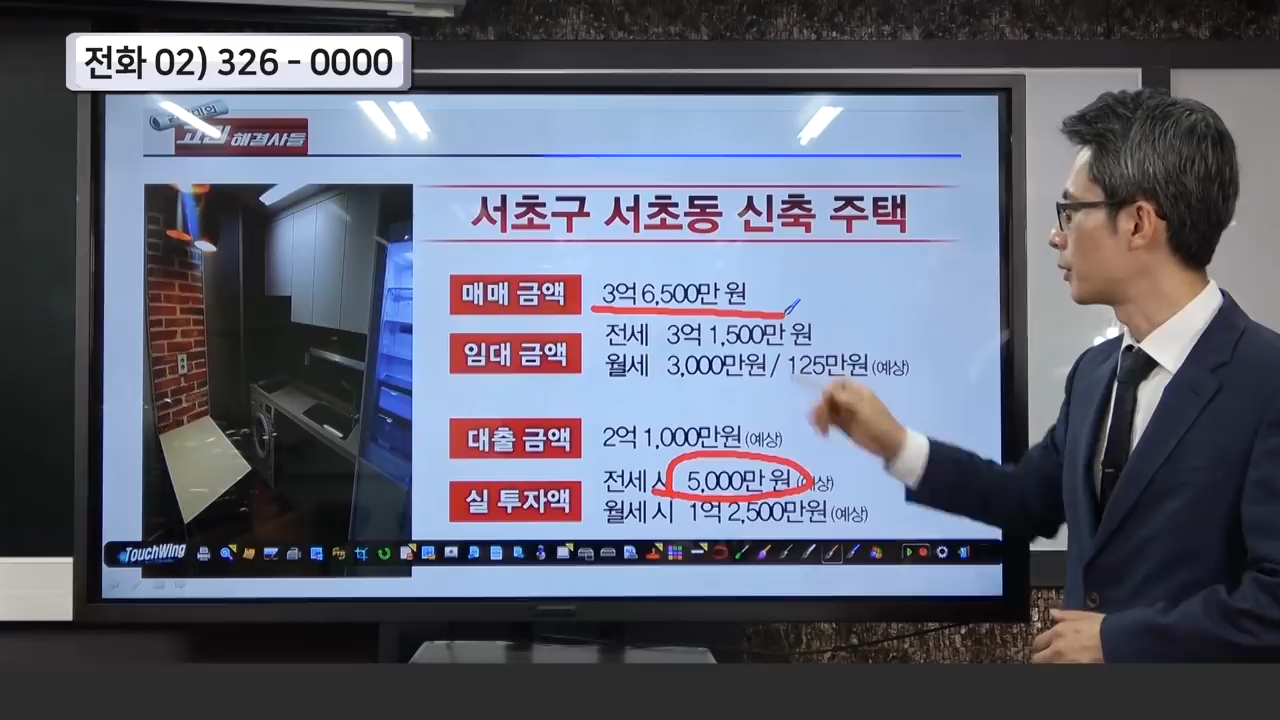 전화 02) 326 - 0000
고민 해결사들
서초구 서초동 신축 주택
매매 금액 3억 6,500만 원
임대 금액 전세 3억 1,500만 원
월세 3,000만원 / 125만원 (예상)
대출 금액 2억 1,000만원 (예상)
실 투자액 전세 시 5,000만 원 (예상)
월세 시 1억 2,500만원 (예상)
TouchWing